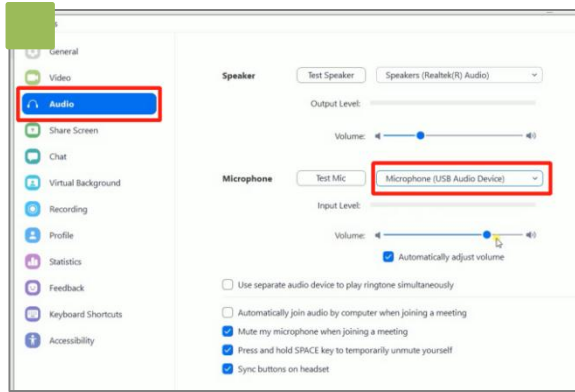 General
Video
Speaker Test Speaker Speakers (Realtek(R) Audio)
Audio
Output Level:
Share Screen
Volume:
Chat
Virtual Background
Microphone Test Mic Microphone (USB Audio Device)
Recording
Input Level:
Profile
Volume:
Statistics
Automatically adjust volume
Feedback
Use separate audio device to play ringtone simultaneously
Keyboard Shortcuts
Automatically join audio by computer when joining a meeting
Mute my microphone when joining a meeting
Accessibility
Press and hold SPACE key to temporarily unmute yourself
Sync buttons on headset